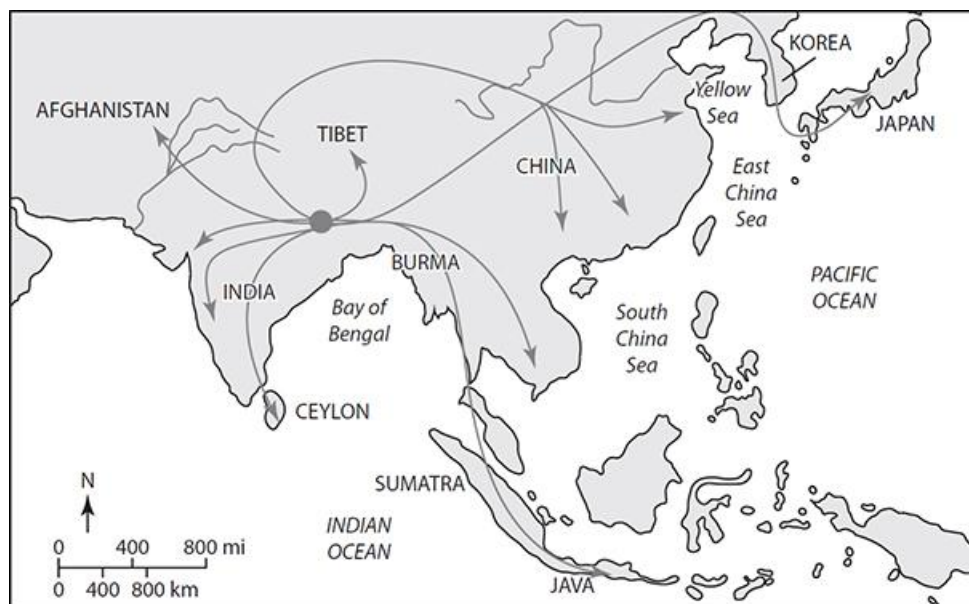 KOREA
AFGHANISTAN
Yellow
Sea
TIBET
JAPAN
CHINA
East
China
Sea
BURMA
PACIFIC
OCEAN
INDIA
Bay of
Bengal
South
China
Sea
CEYLON
N
SUMATRA
INDIAN
OCEAN
0 400 800 mi
0 400 800 km
JAVA